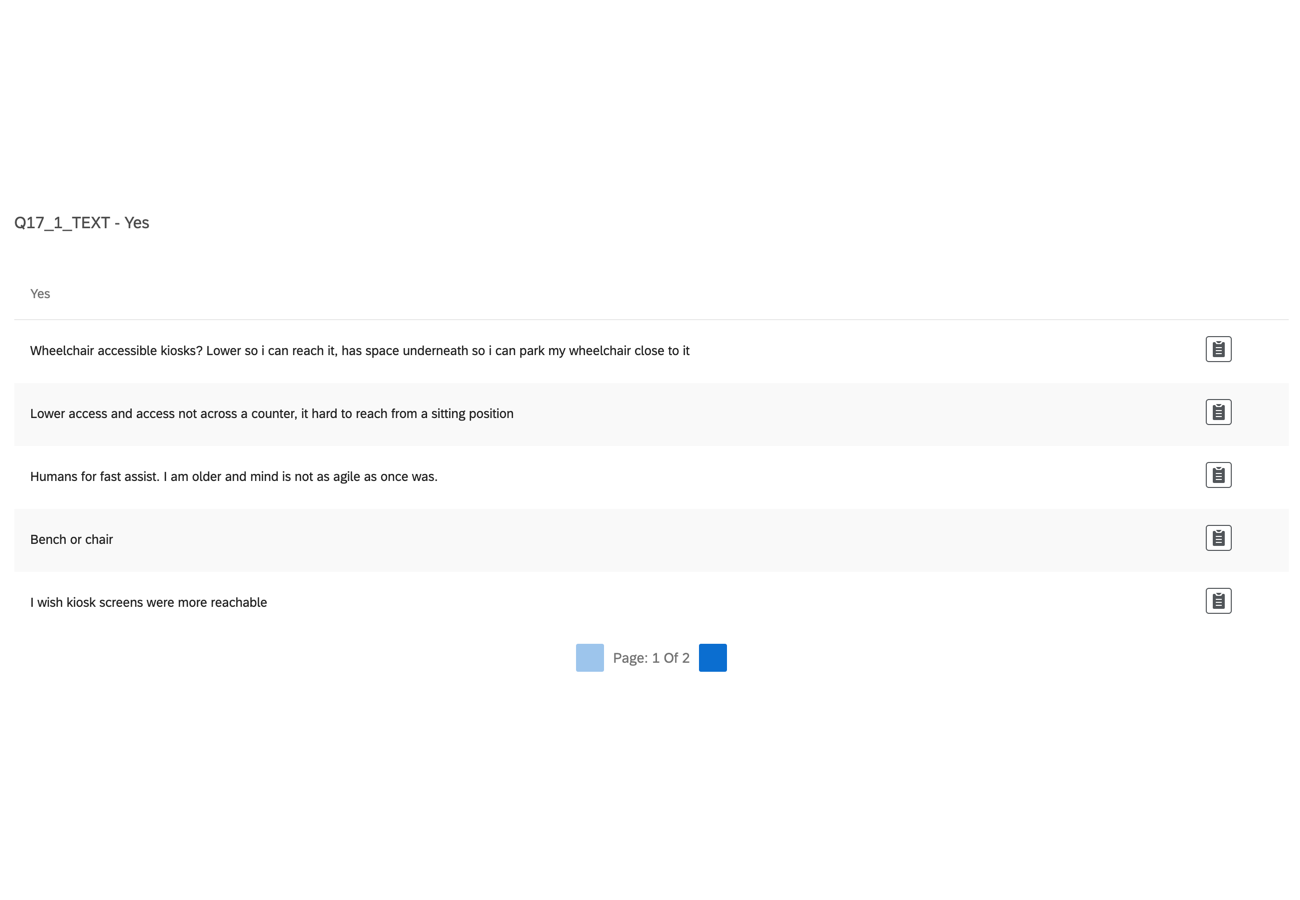 Q17_1_TEXT - Yes
Yes
Wheelchair accessible kiosks? Lower so i can reach it, has space underneath so i can park my wheelchair close to it
Lower access and access not across a counter, it hard to reach from a sitting position
Humans for fast assist. I am older and mind is not as agile as once was.
Bench or chair
I wish kiosk screens were more reachable
Page: 1 Of 2